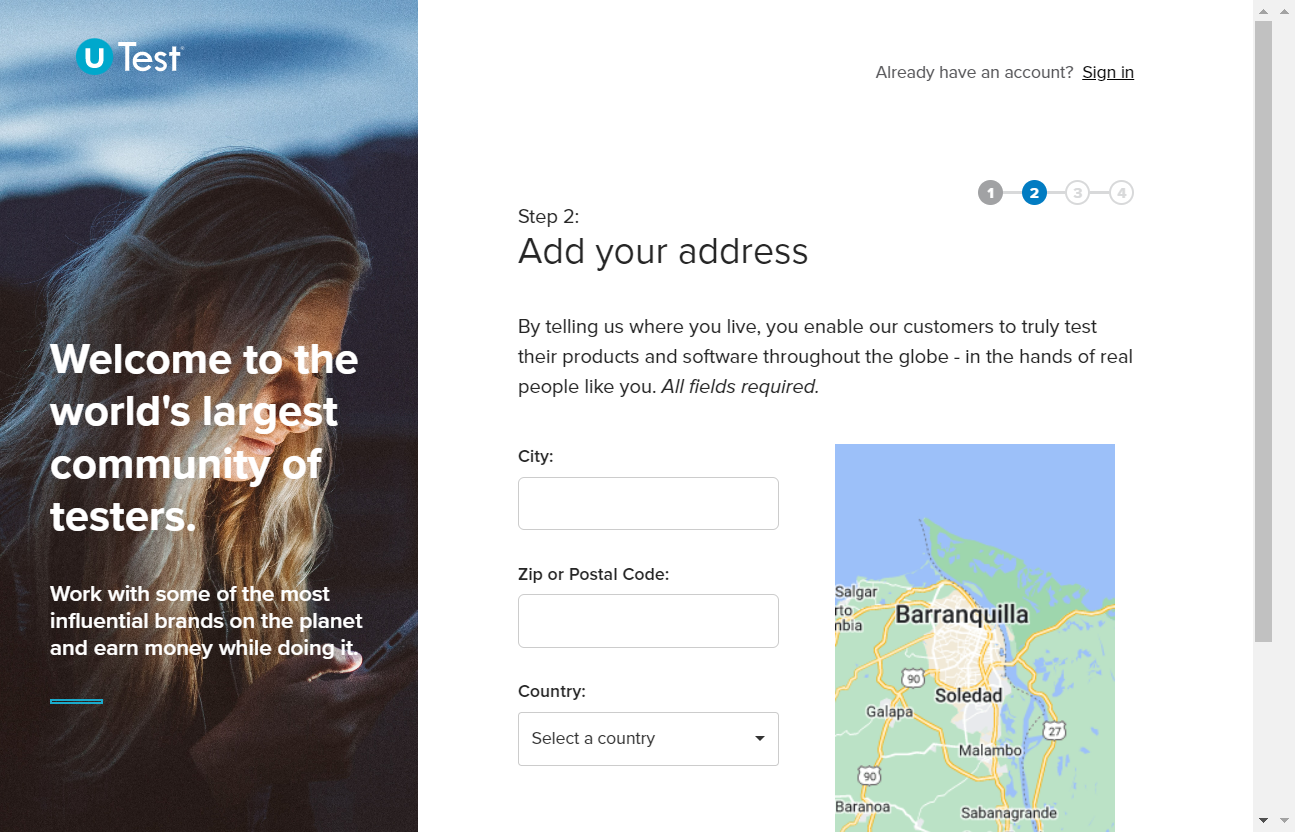 U Test
Already have an account? Sign in
1 2 3 4
Step 2:
Add your address
By telling us where you live, you enable our customers to truly test
their products and software throughout the globe - in the hands of real
people like you. All fields required.
Welcome to the
world's largest
community of
testers.
Work with some of the most
influential brands on the planet
and earn money while doing it.
City:
Zip or Postal Code:
Country:
Select a country
Salgar
rto
nbia
Barranquilla
90
Soledad
Galapa
27
Malambo
90
Baranoa
Sabanagrande